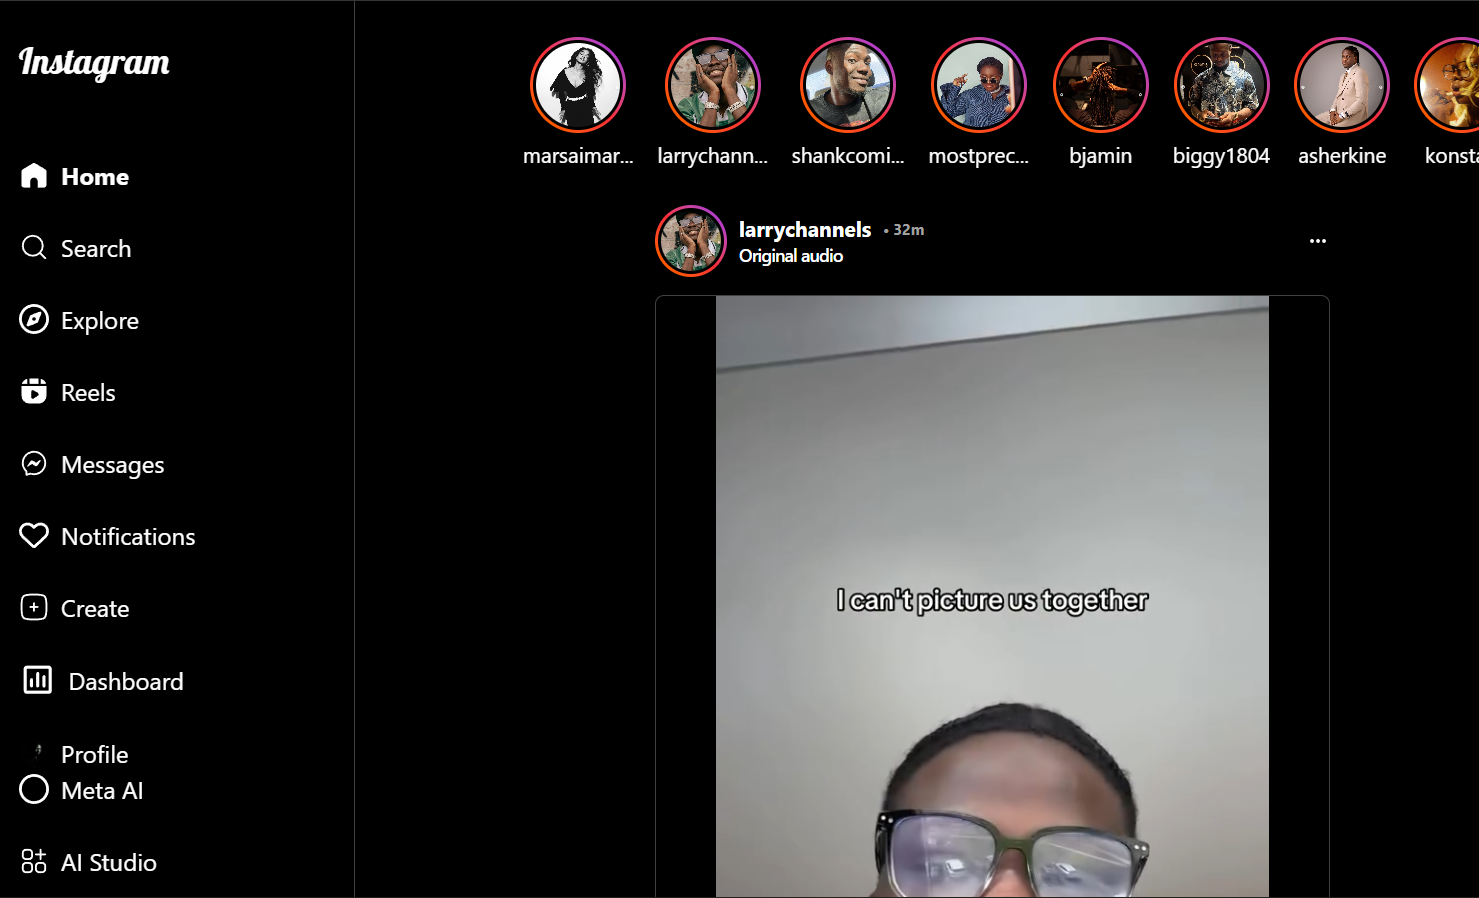 Instagram
Home
Search
Explore
Reels
Messages
Notifications
Create
Dashboard
Profile
Meta AI
AI Studio
marsaimar...
larrychann...
shankcomi...
mostprec...
bjamin
biggy1804
asherkine
konsta
larrychannels • 32m
Original audio
I can't picture us together